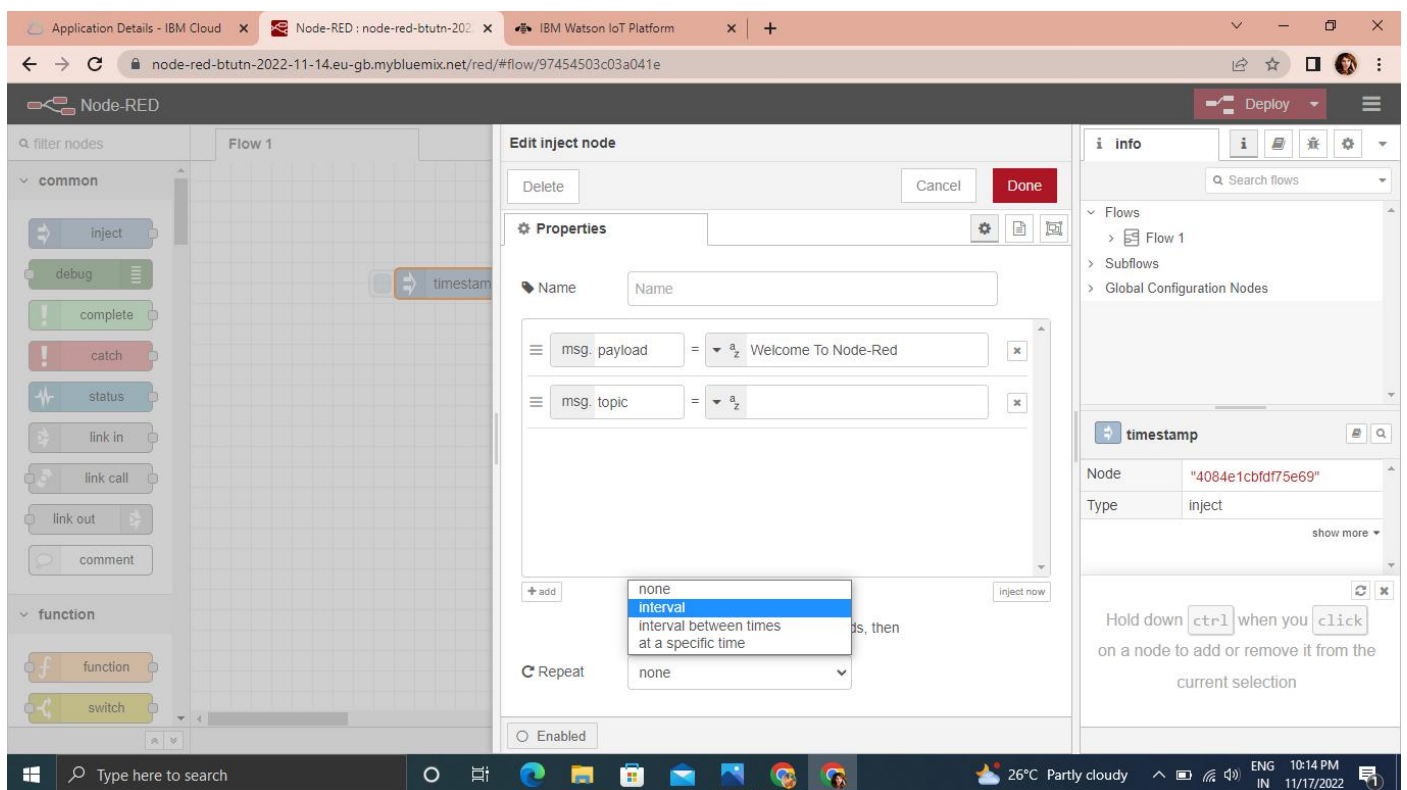 Application Details - IBM Cloud
Node-RED : node-red-btutn-202
IBM Watson IoT Platform
node-red-btutn-2022-11-14.eu-gb.mybluemix.net/red/#flow/97454503c03a041e
Node-RED
Deploy
filter nodes
common
inject
debug
complete
catch
status
link in
link call
link out
comment
function
function
switch
Flow 1
timestam
Edit inject node
Delete
Cancel
Done
Properties
Name
Name
msg. payload = a z Welcome To Node-Red
msg. topic = a z
+ add
inject now
none
interval
interval between times
at a specific time
ds, then
Repeat
none
Enabled
i info
i
Search flows
Flows
Flow 1
Subflows
Global Configuration Nodes
timestamp
Node "4084e1cbfdf75e69"
Type inject
show more
Hold down ctrl when you click
on a node to add or remove it from the
current selection
Type here to search
26°C Partly cloudy
ENG
IN
10:14 PM
11/17/2022
1